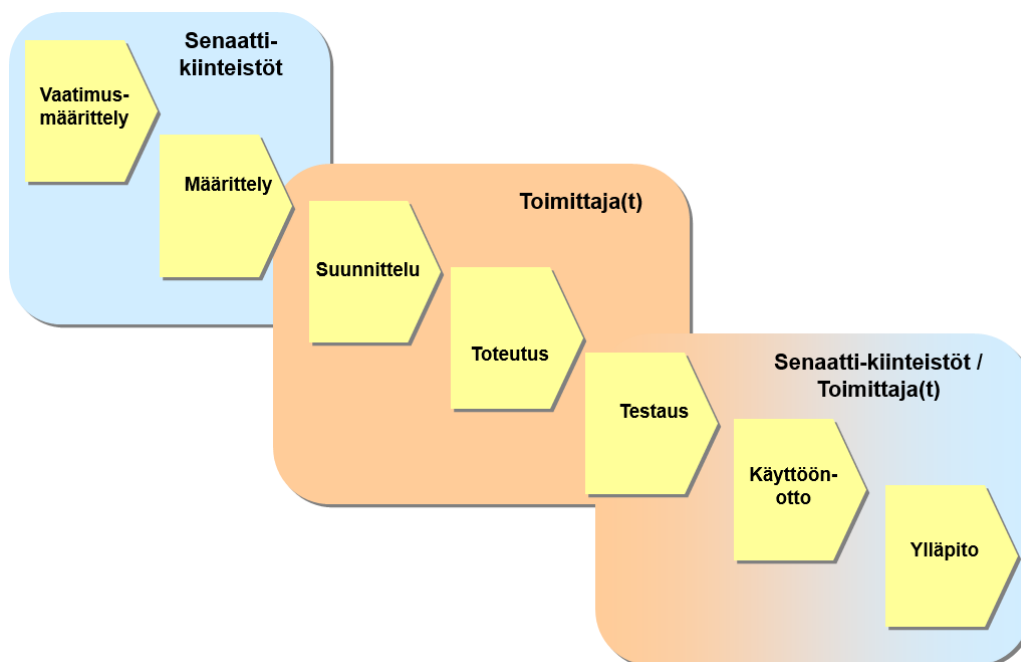 Senaatti-
kiinteistöt
Vaatimus-
määrittely
Määrittely
Toimittaja(t)
Suunnittelu
Toteutus
Senaatti-kiinteistöt /
Toimittaja(t)
Testaus
Käyttöön-
otto
Ylläpito